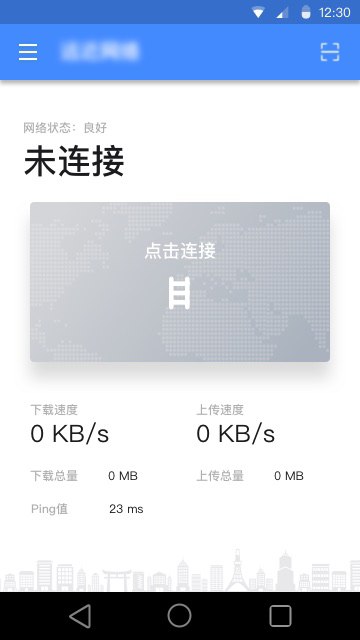 12:30
网络状态：良好
未连接
点击连接
下载速度 上传速度
0 KB/s 0 KB/s
下载总量 0 MB 上传总量 0 MB
Ping值 23 ms